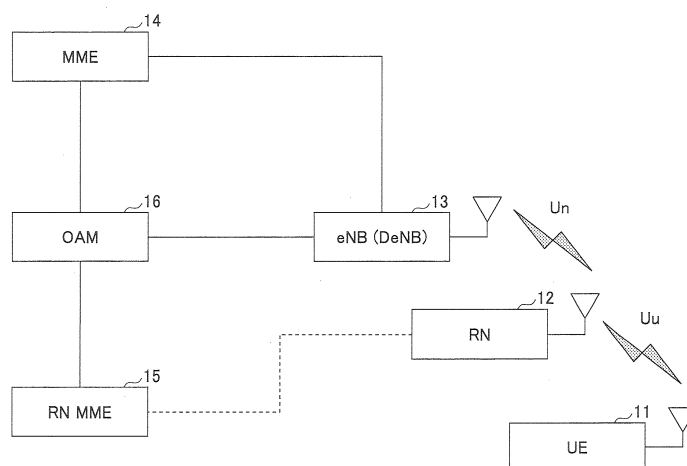 14
MME
16
OAM
13
eNB (DeNB)
Un
12
RN
Uu
15
RN MME
11
UE